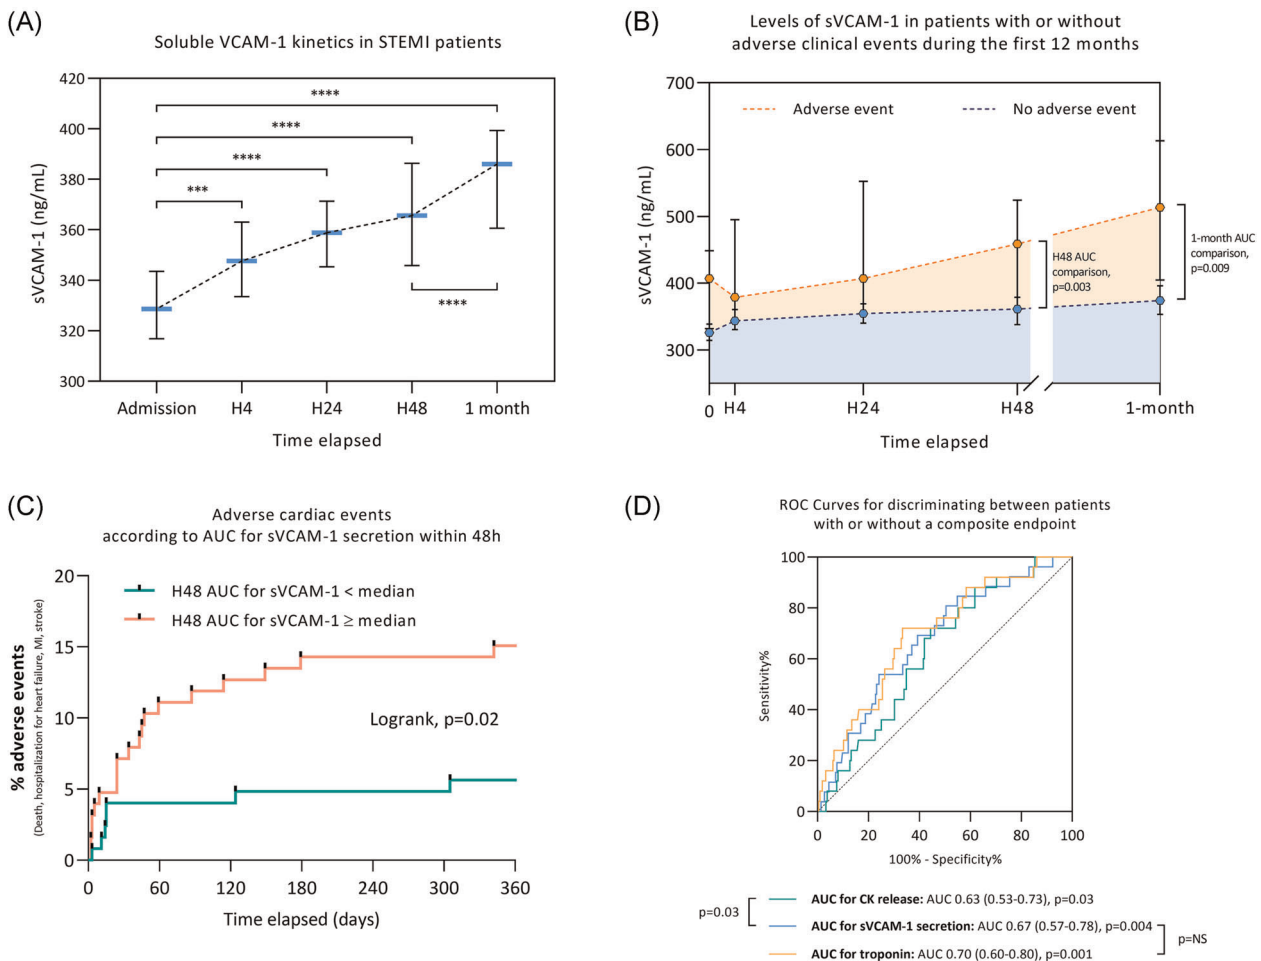 (A)
Soluble VCAM-1 kinetics in STEMI patients
sVCAM-1 (ng/mL)
420
400
380
360
340
320
300
****
****
****
***
****
Admission H4 H24 H48 1 month
Time elapsed
(B)
Levels of sVCAM-1 in patients with or without
adverse clinical events during the first 12 months
sVCAM-1 (ng/mL)
700
600
500
400
300
Adverse event No adverse event
H48 AUC
comparison,
p=0.003
1-month AUC
comparison,
p=0.009
0 H4 H24 H48 1-month
Time elapsed
(C)
Adverse cardiac events
according to AUC for sVCAM-1 secretion within 48h
% adverse events
(Death, hospitalization for heart failure, MI, stroke)
20
15
10
5
0
H48 AUC for sVCAM-1 < median
H48 AUC for sVCAM-1 ≥ median
Logrank, p=0.02
0 60 120 180 240 300 360
Time elapsed (days)
(D)
ROC Curves for discriminating between patients
with or without a composite endpoint
Sensitivity%
100
80
60
40
20
0
0 20 40 60 80 100
100% - Specificity%
p=0.03
AUC for CK release: AUC 0.63 (0.53-0.73), p=0.03
AUC for sVCAM-1 secretion: AUC 0.67 (0.57-0.78), p=0.004
AUC for troponin: AUC 0.70 (0.60-0.80), p=0.001
p=NS